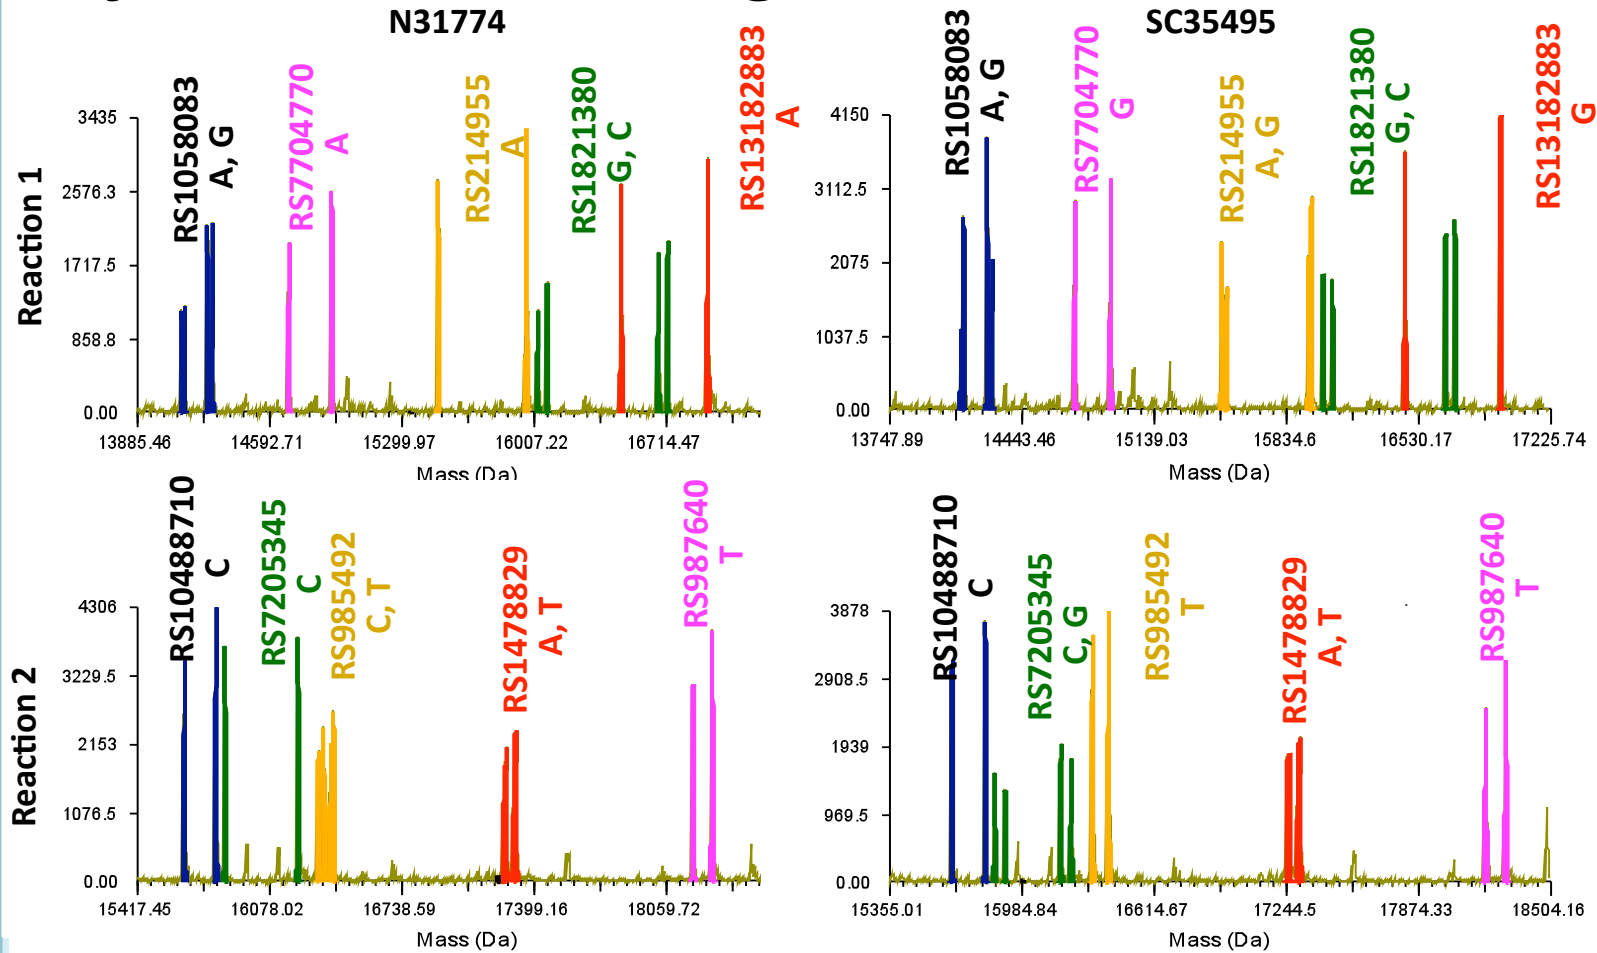 N31774
SC35495
Reaction 1
RS1058083
A, G
RS7704770
A
RS214955
A
RS1821380
G, C
RS13182883
A
3435
2576.3
1717.5
858.8
0.00
13885.46 14592.71 15299.97 16007.22 16714.47
Mass (Da)
RS1058083
A, G
RS7704770
G
RS214955
A, G
RS1821380
G, C
RS13182883
G
4150
3112.5
2075
1037.5
0.00
13747.89 14443.46 15139.03 15834.6 16530.17 17225.74
Mass (Da)
Reaction 2
RS10488710
C
RS7205345
C
RS985492
C, T
RS1478829
A, T
RS987640
T
4306
3229.5
2153
1076.5
0.00
15417.45 16078.02 16738.59 17399.16 18059.72
Mass (Da)
RS10488710
C
RS7205345
C, G
RS985492
T
RS1478829
A, T
RS987640
T
3878
2908.5
1939
969.5
0.00
15355.01 15984.84 16614.67 17244.5 17874.33 18504.16
Mass (Da)